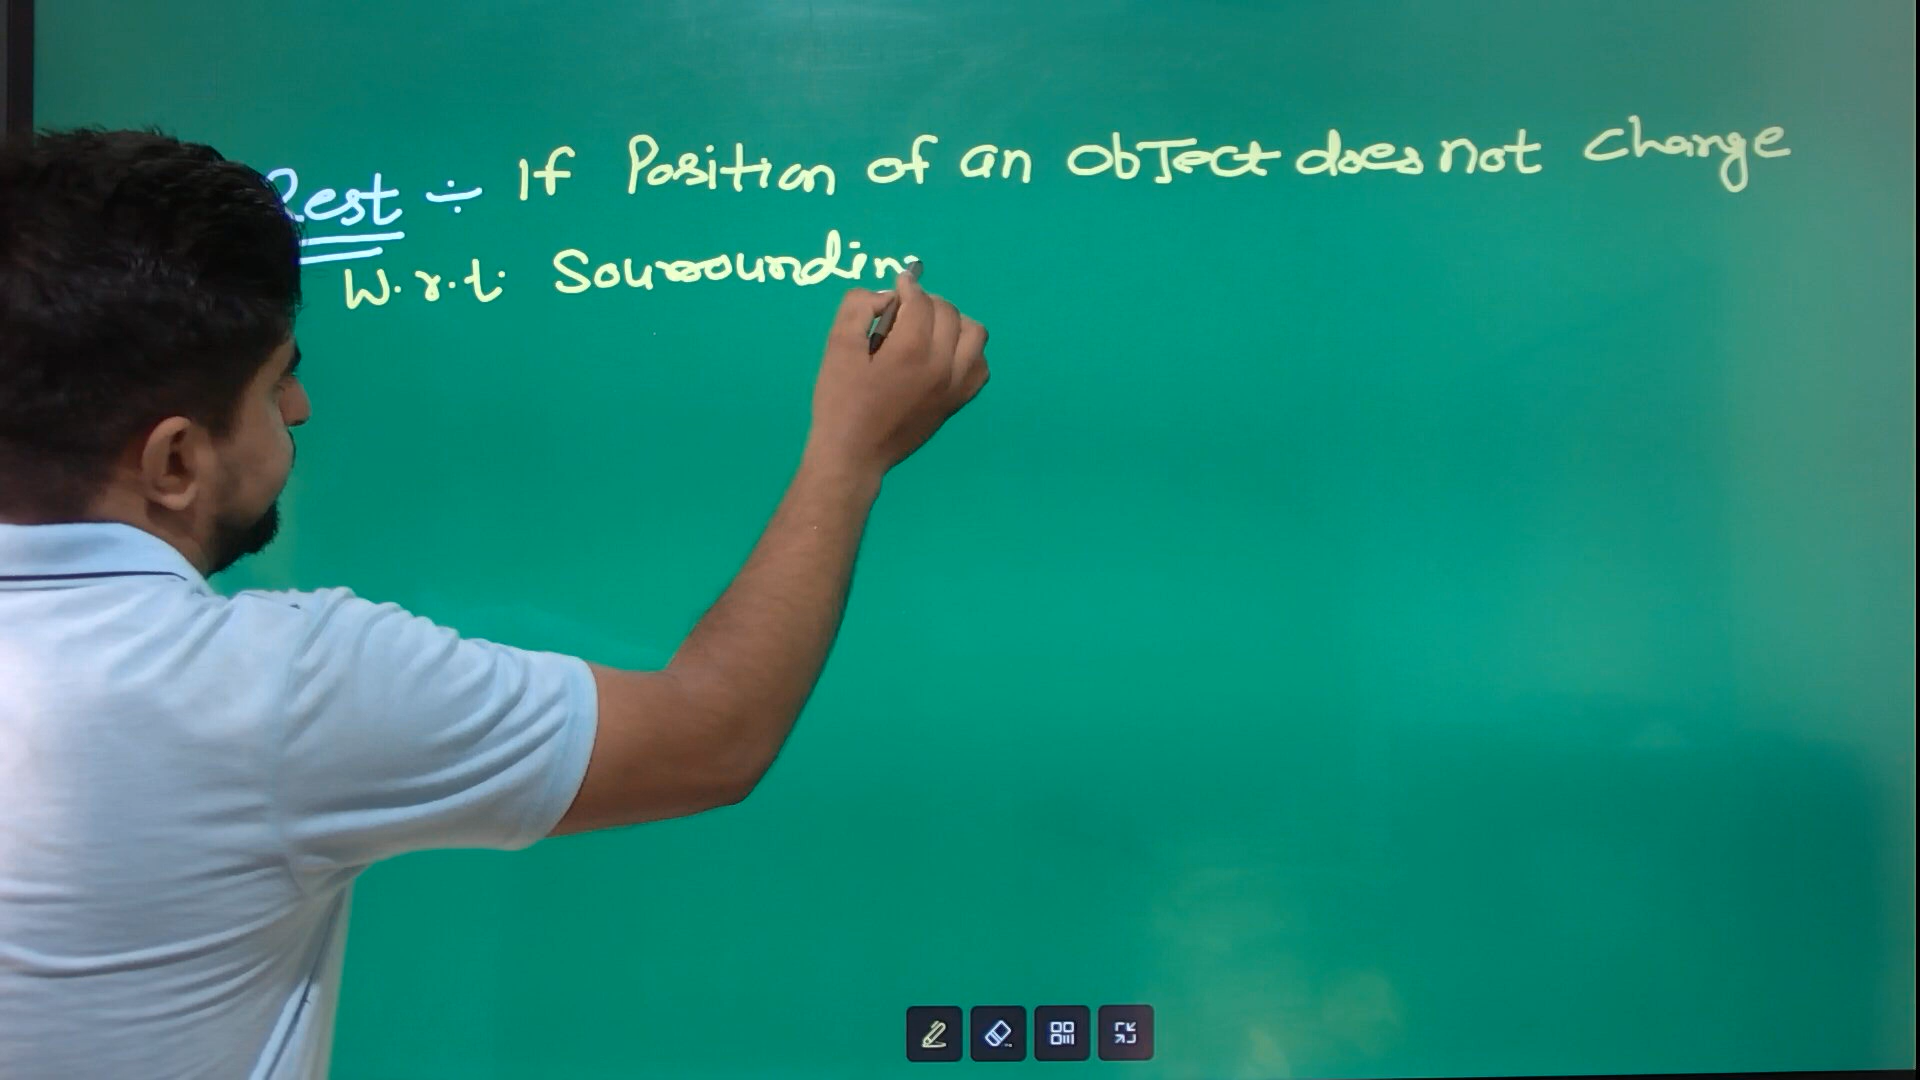 Rest ÷ If Position of an ObJect does not change
W.r.t. Sourroundin